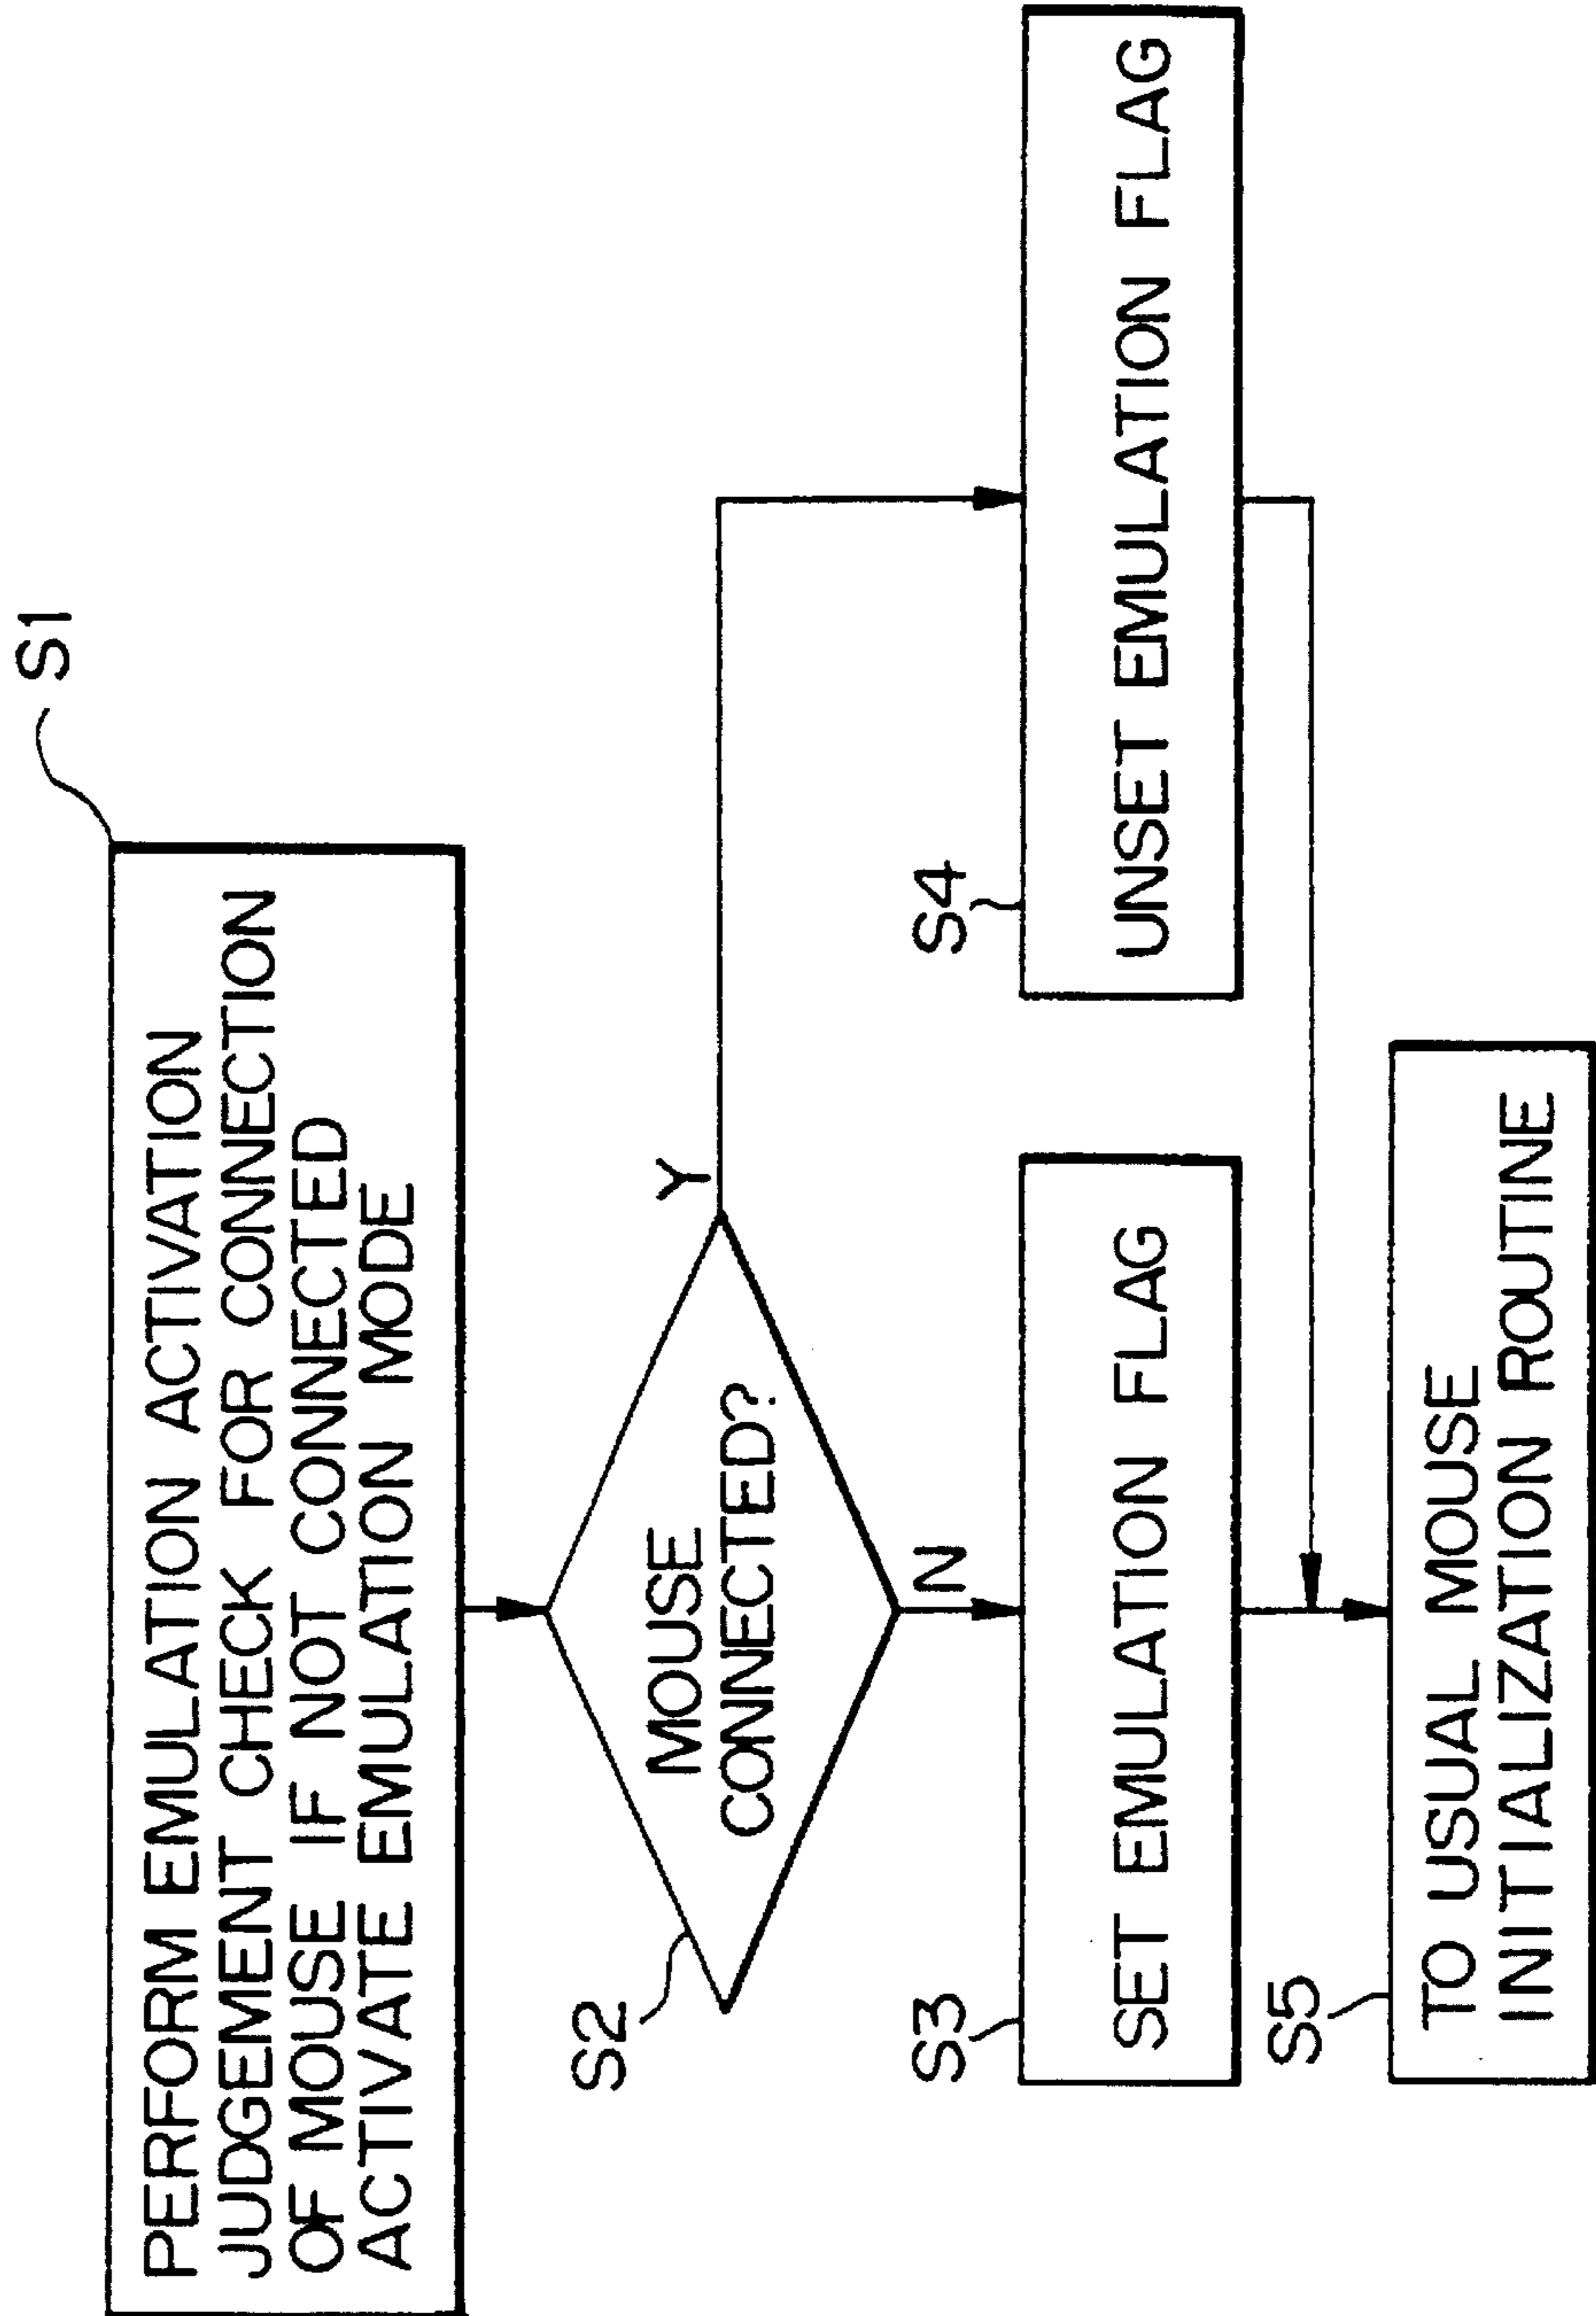 S1
PERFORM EMULATION ACTIVATION
JUDGEMENT CHECK FOR CONNECTION
OF MOUSE IF NOT CONNECTED
ACTIVATE EMULATION MODE
S2
MOUSE
CONNECTED?
Y
N
S3
SET EMULATION FLAG
S4
UNSET EMULATION FLAG
S5
TO USUAL MOUSE
INITIALIZATION ROUTINE